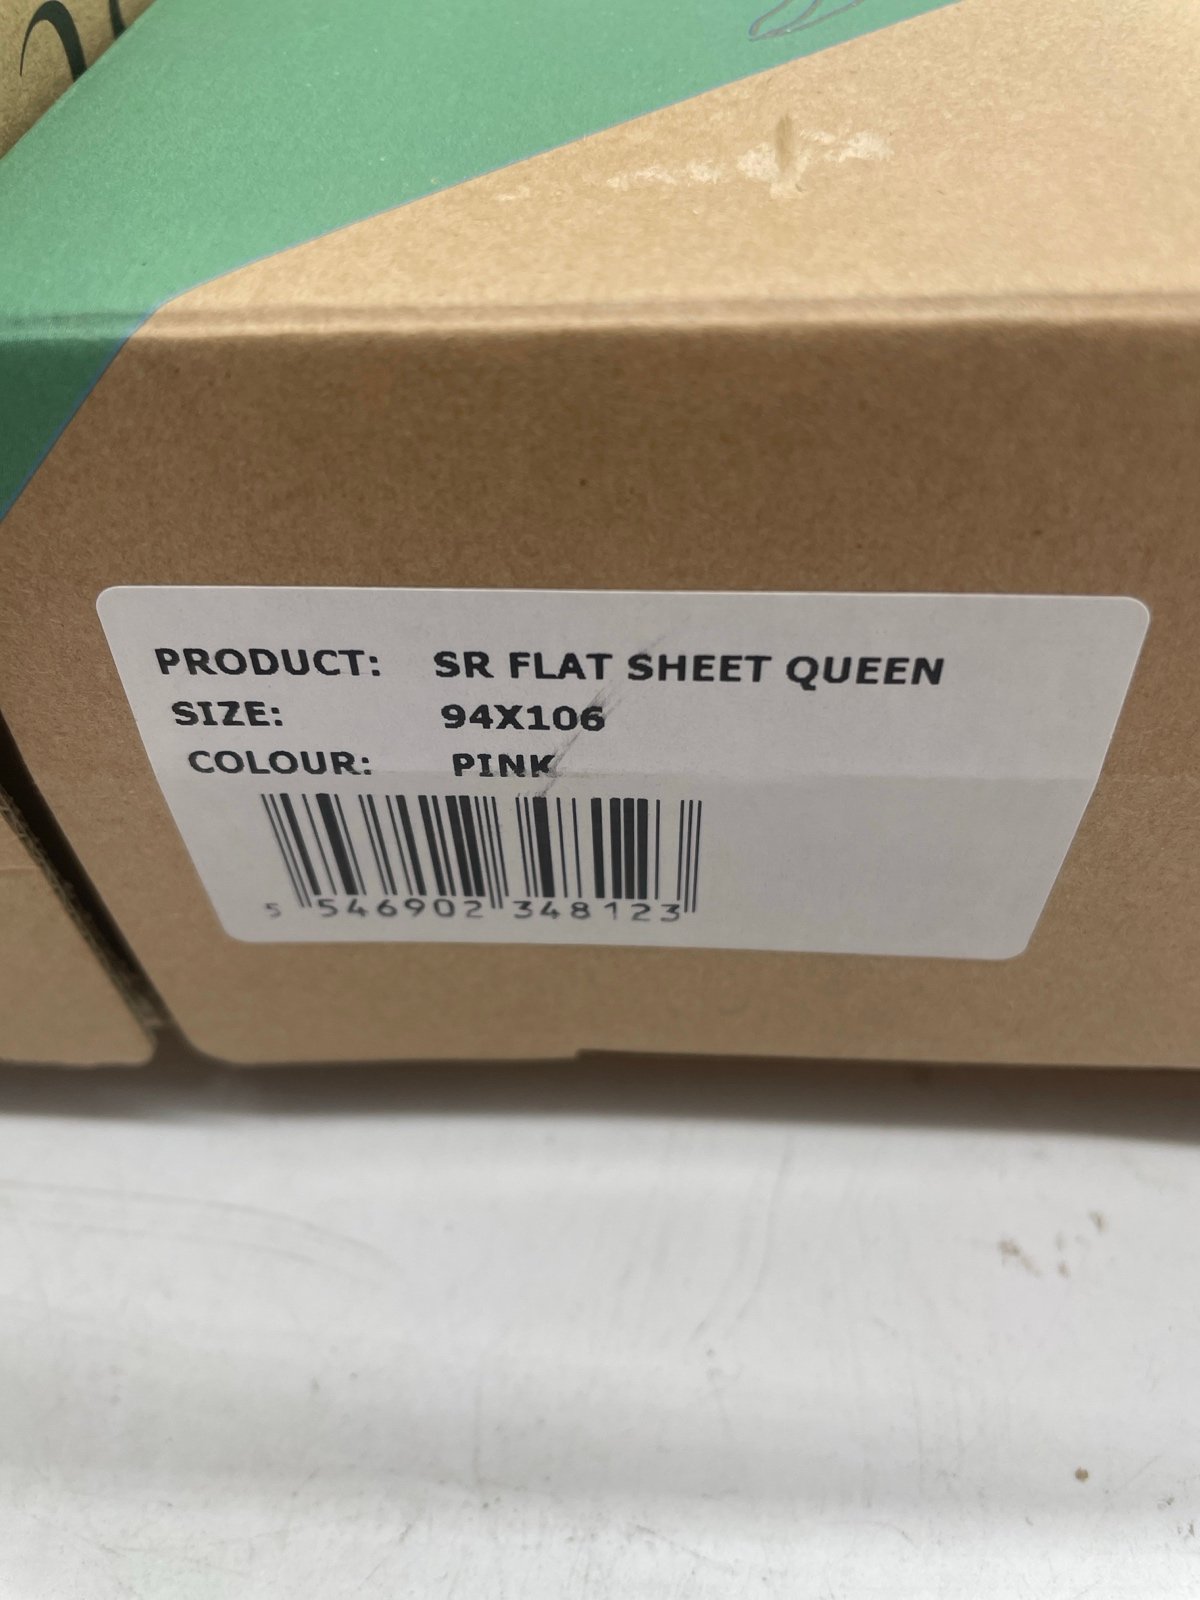 PRODUCT: SR FLAT SHEET QUEEN
SIZE: 94X106
COLOUR: PINK
5 546902 348123